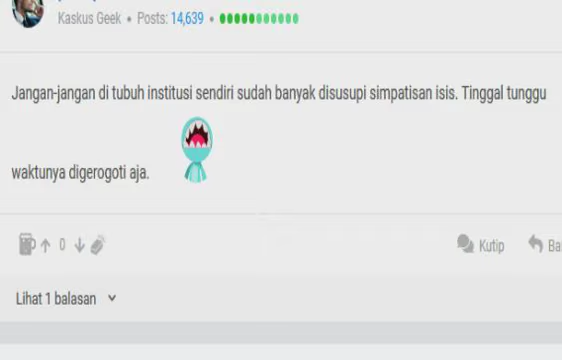 Kaskus Geek • Posts: 14,639 •
Jangan-jangan di tubuh institusi sendiri sudah banyak disusupi simpatisan isis. Tinggal tunggu
waktunya digerogoti aja.
0
Kutip
Lihat 1 balasan